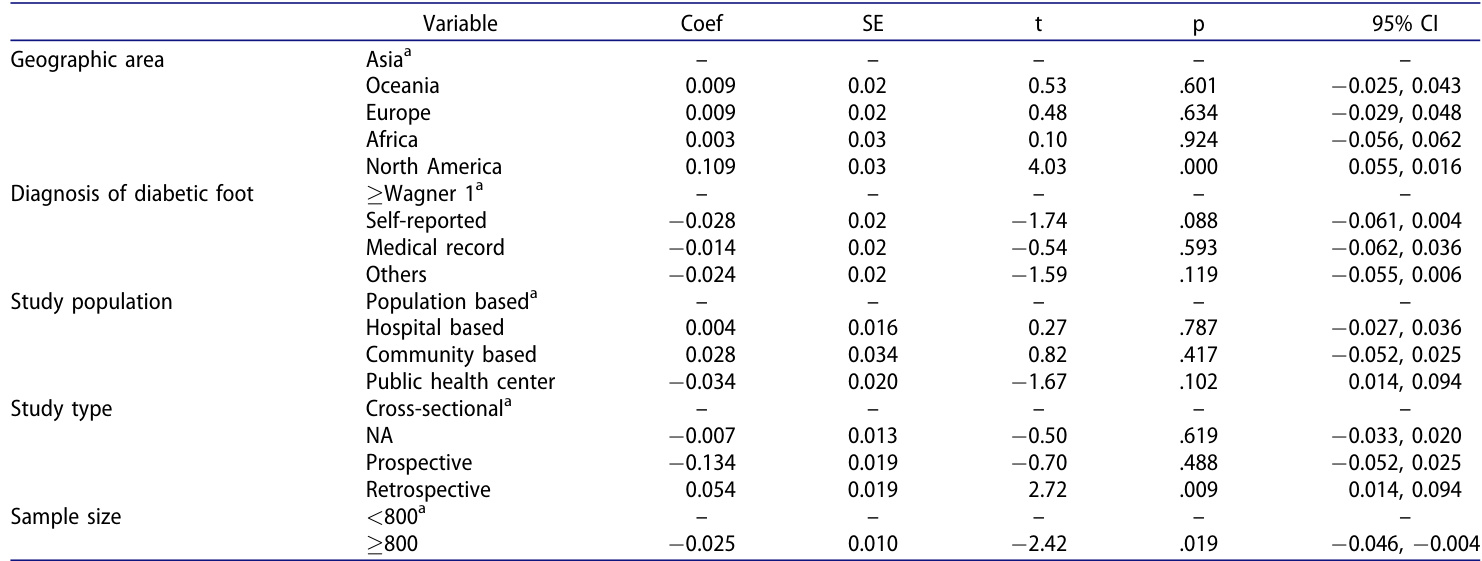 Variable Coef SE t p 95% CI
Geographic area Asiaa – – – – –
Oceania 0.009 0.02 0.53 .601 −0.025, 0.043
Europe 0.009 0.02 0.48 .634 −0.029, 0.048
Africa 0.003 0.03 0.10 .924 −0.056, 0.062
North America 0.109 0.03 4.03 .000 0.055, 0.016
Diagnosis of diabetic foot ≥Wagner 1a – – – – –
Self-reported −0.028 0.02 −1.74 .088 −0.061, 0.004
Medical record −0.014 0.02 −0.54 .593 −0.062, 0.036
Others −0.024 0.02 −1.59 .119 −0.055, 0.006
Study population Population baseda – – – – –
Hospital based 0.004 0.016 0.27 .787 −0.027, 0.036
Community based 0.028 0.034 0.82 .417 −0.052, 0.025
Public health center −0.034 0.020 −1.67 .102 0.014, 0.094
Study type Cross-sectionala – – – – –
NA −0.007 0.013 −0.50 .619 −0.033, 0.020
Prospective −0.134 0.019 −0.70 .488 −0.052, 0.025
Retrospective 0.054 0.019 2.72 .009 0.014, 0.094
Sample size <800a – – – – –
≥800 −0.025 0.010 −2.42 .019 −0.046, −0.004